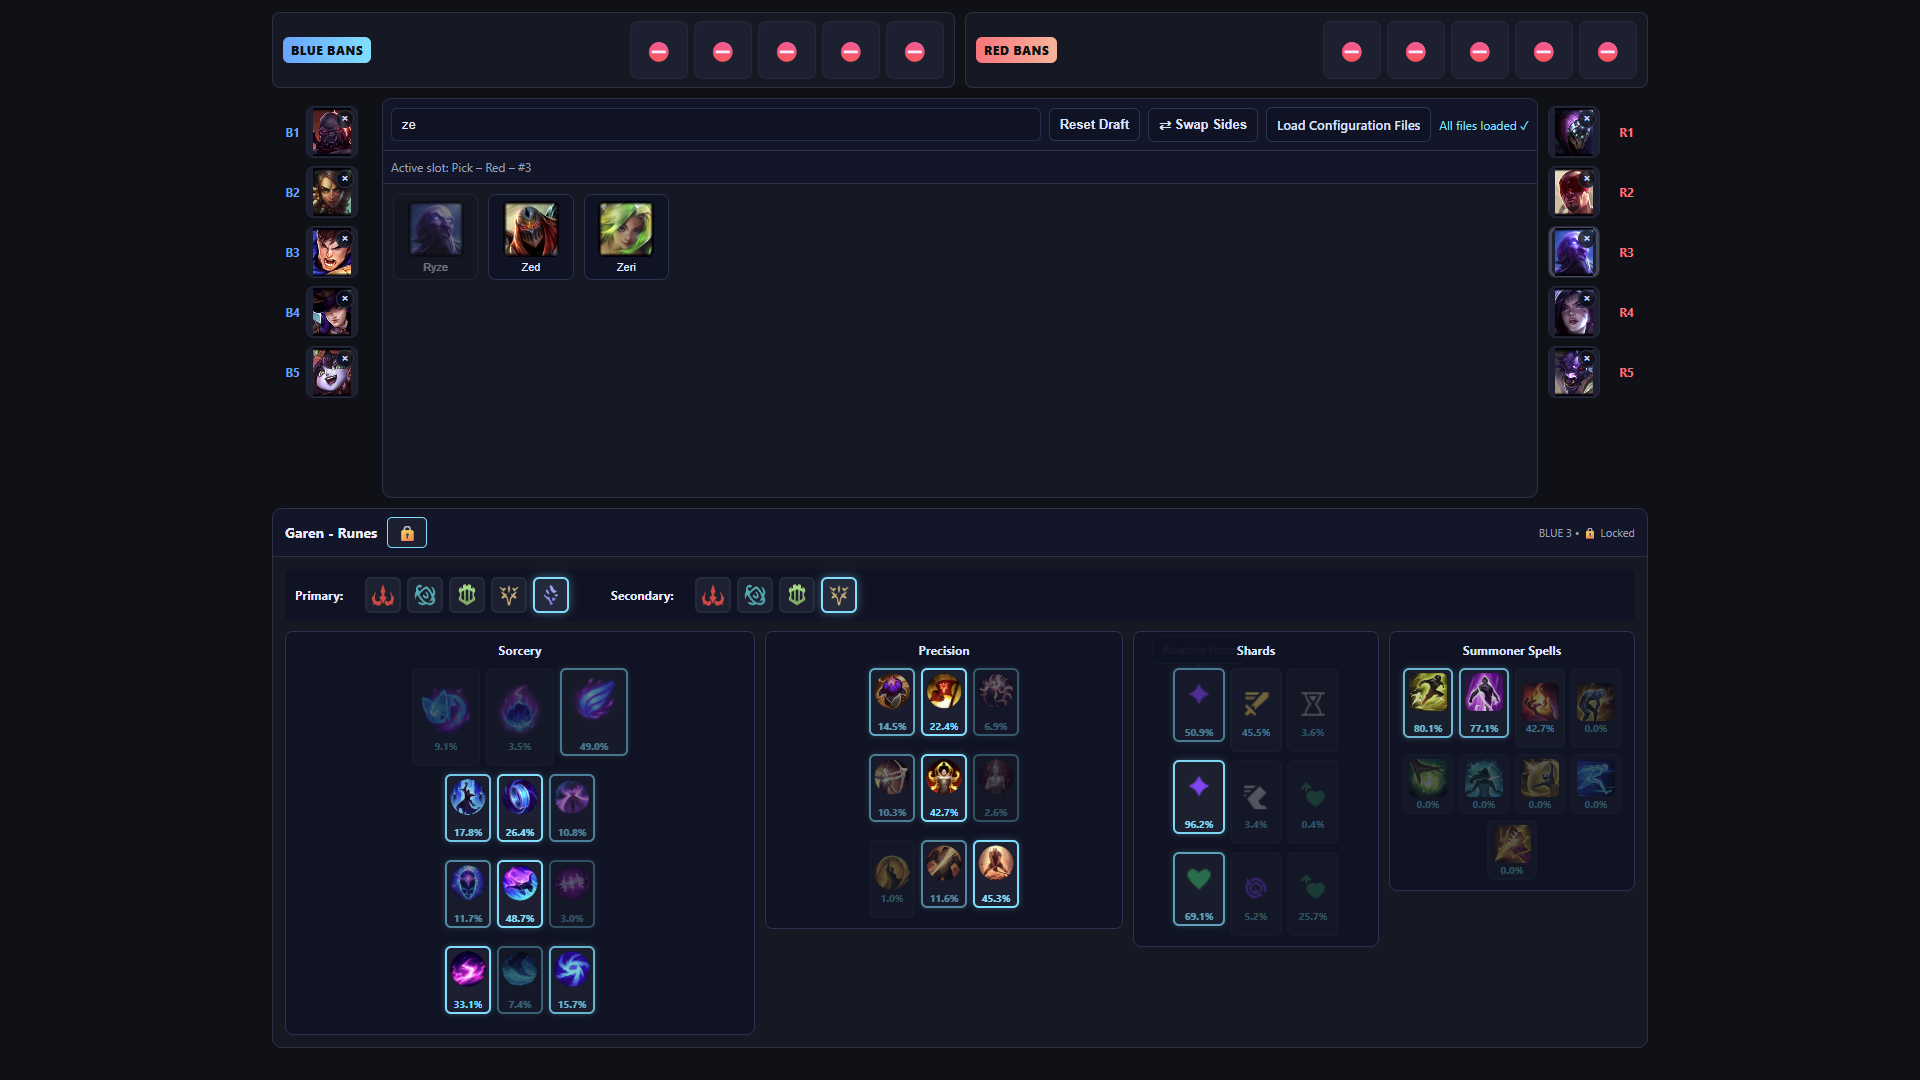 BLUE BANS
RED BANS
B1
B2
B3
B4
B5
ze
Reset Draft
⇄ Swap Sides
Load Configuration Files
All files loaded ✓
Active slot: Pick – Red – #3
Ryze
Zed
Zeri
R1
R2
R3
R4
R5
Garen - Runes
BLUE 3 • 🔒 Locked
Primary:
Secondary:
Sorcery
9.1%
3.5%
49.0%
17.8%
26.4%
10.8%
11.7%
48.7%
3.0%
33.1%
7.4%
15.7%
Precision
14.5%
22.4%
6.9%
10.3%
42.7%
2.6%
1.0%
11.6%
45.3%
Adaptive Force
Shards
50.9%
45.5%
3.6%
96.2%
3.4%
0.4%
69.1%
5.2%
25.7%
Summoner Spells
80.1%
77.1%
42.7%
0.0%
0.0%
0.0%
0.0%
0.0%
0.0%